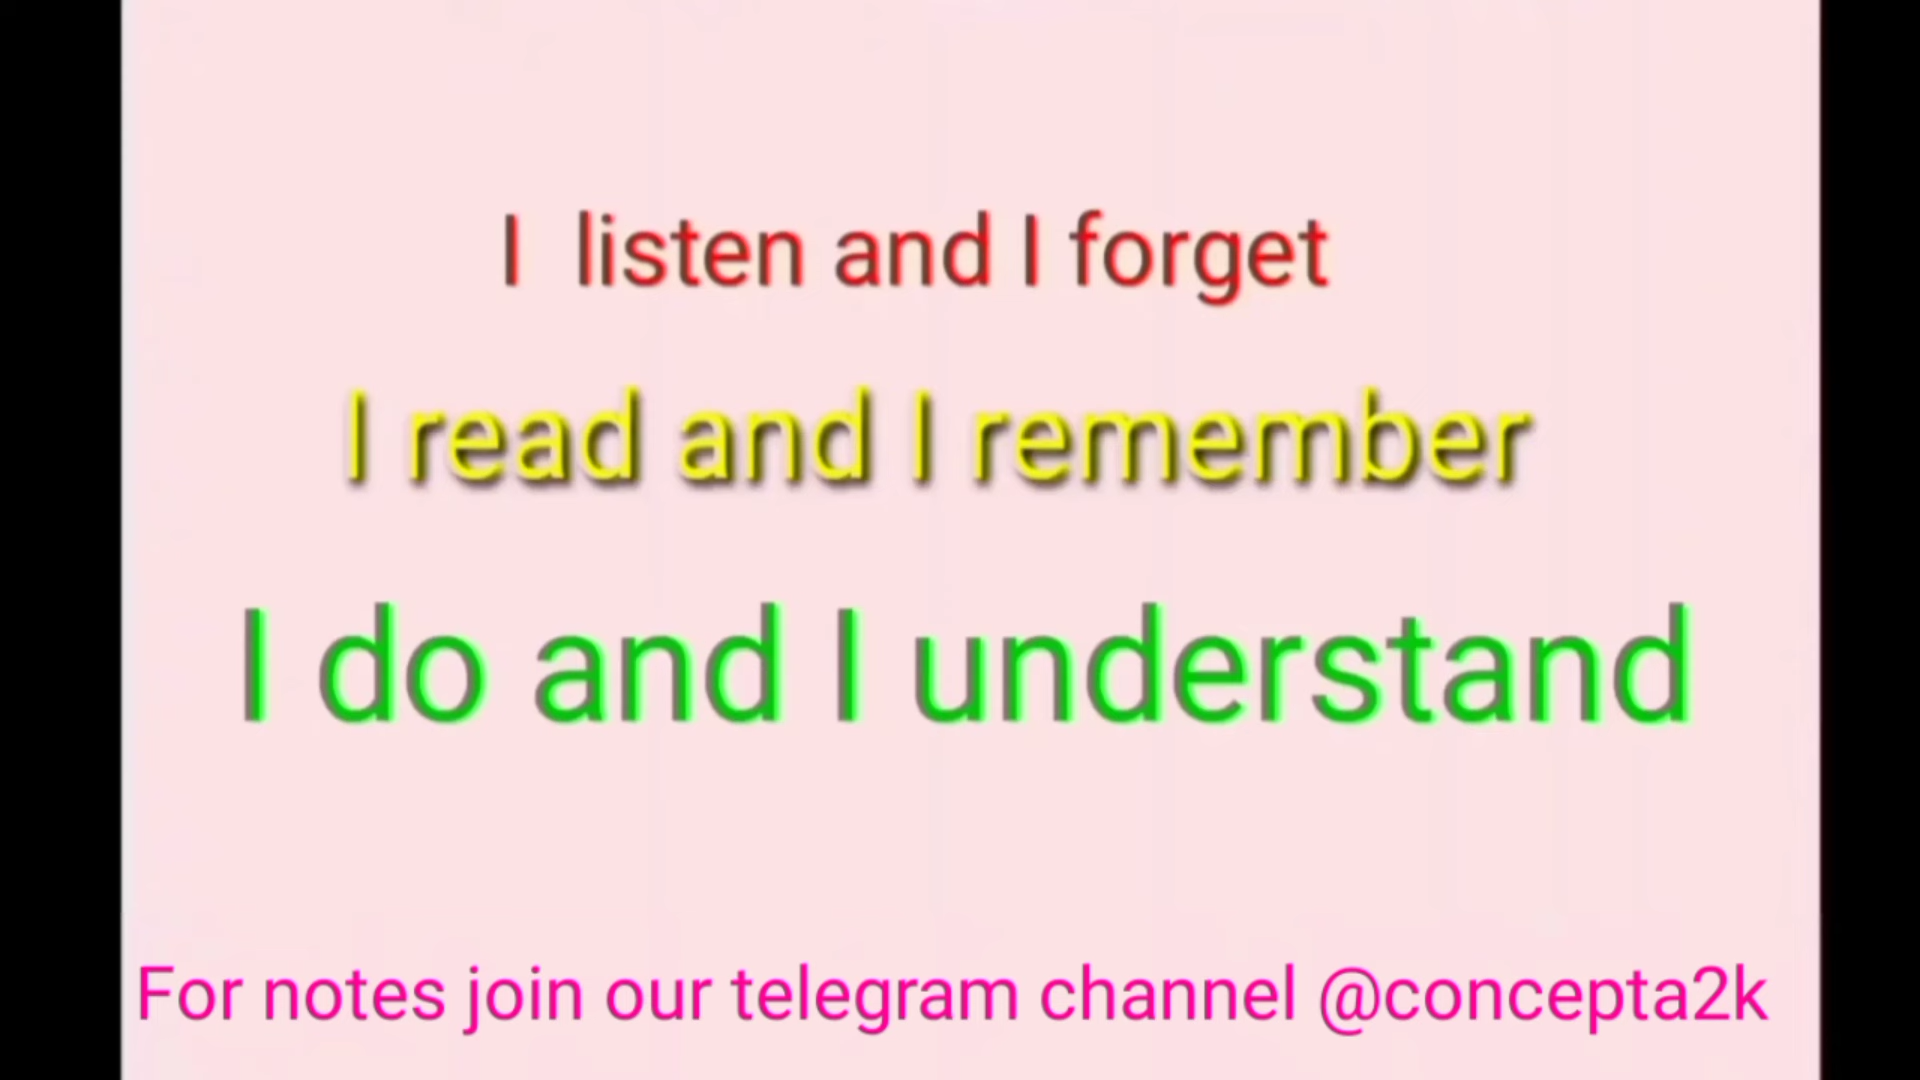 I listen and I forget
I read and I remember
I do and I understand
For notes join our telegram channel @concepta2k